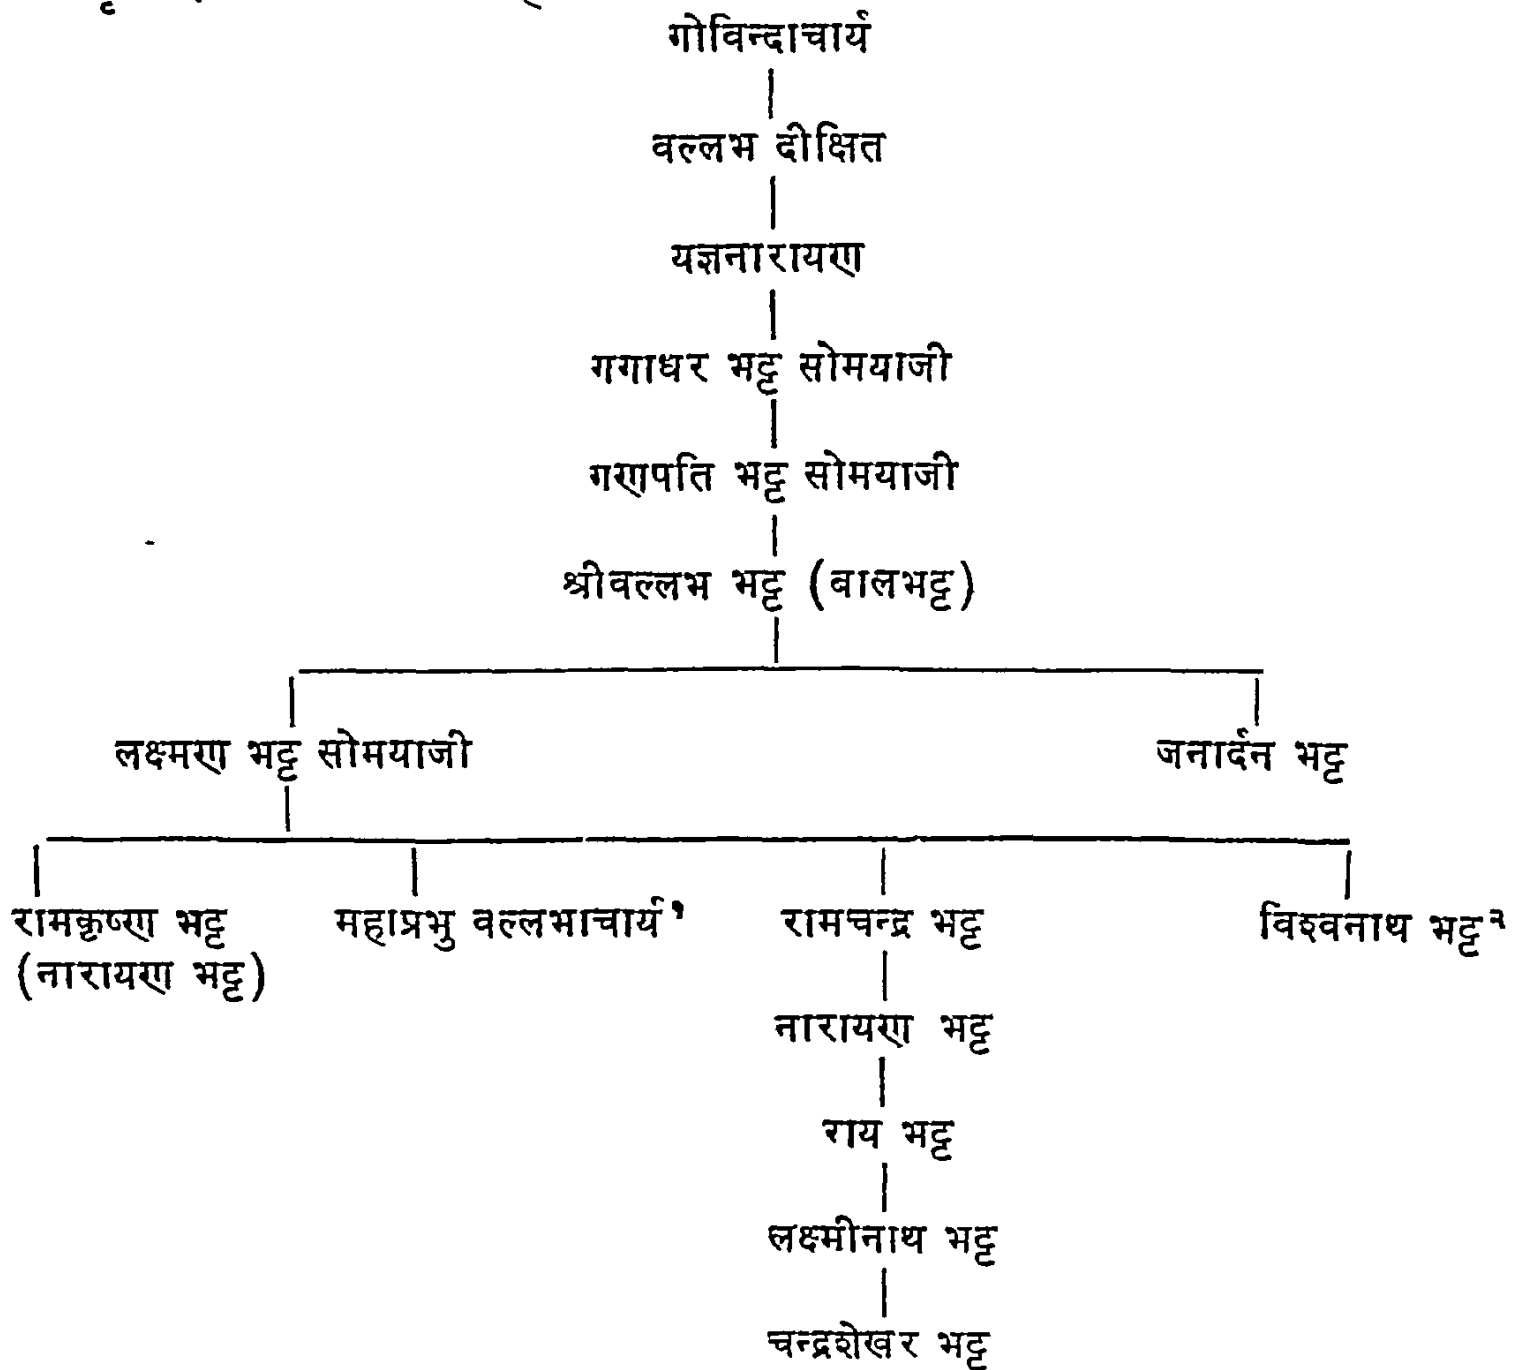 गोविन्दाचार्य
वल्लभ दीक्षित
यज्ञनारायण
गगाधर भट्ट सोमयाजी
गणपति भट्ट सोमयाजी
श्रीवल्लभ भट्ट (बालभट्ट)
लक्ष्मण भट्ट सोमयाजी जनार्दन भट्ट
रामकृष्ण भट्ट महाप्रभु वल्लभाचार्य१ रामचन्द्र भट्ट विश्वनाथ भट्ट२
(नारायण भट्ट)
नारायण भट्ट
राय भट्ट
लक्ष्मीनाथ भट्ट
चन्द्रशेखर भट्ट